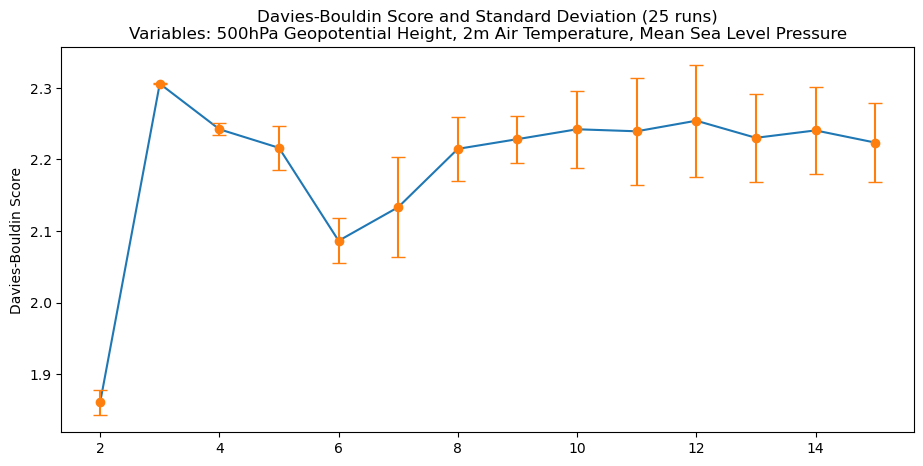 Davies-Bouldin Score and Standard Deviation (25 runs)
Variables: 500hPa Geopotential Height, 2m Air Temperature, Mean Sea Level Pressure
Davies-Bouldin Score
2.3
2.2
2.1
2.0
1.9
2 4 6 8 10 12 14